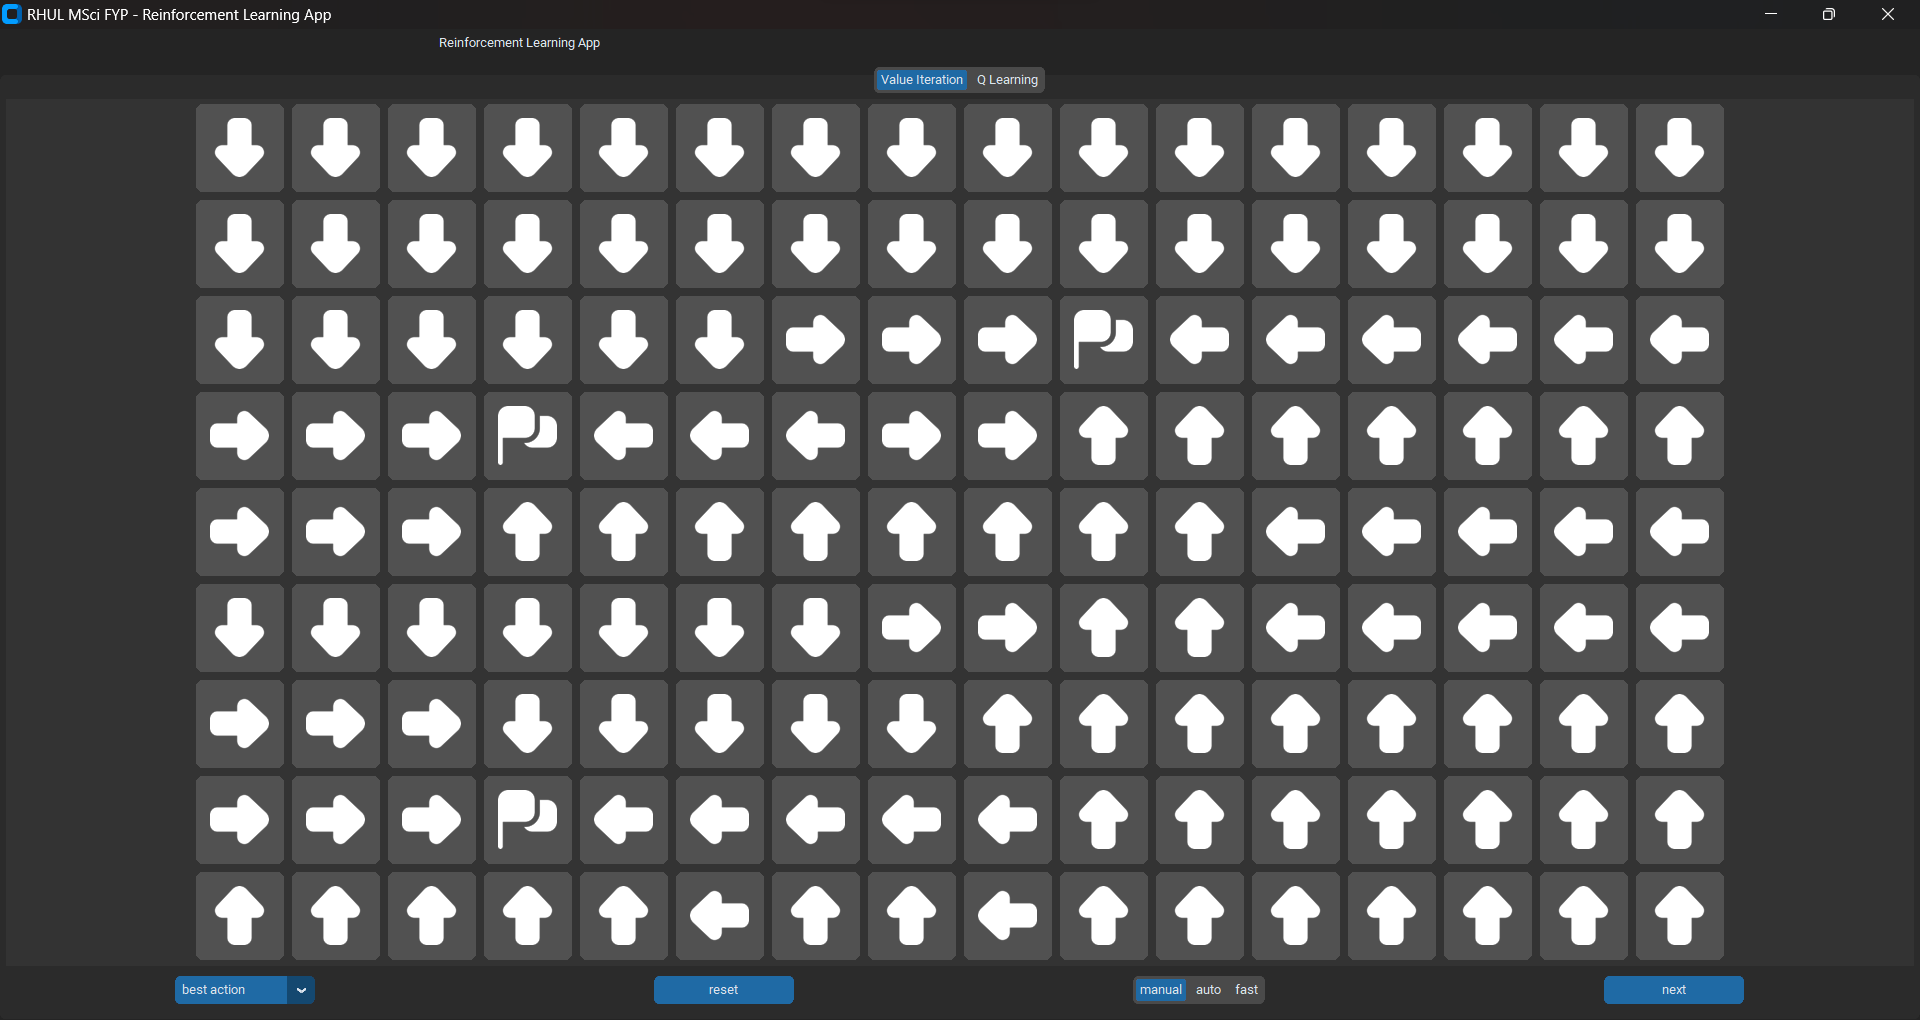 RHUL MSci FYP - Reinforcement Learning App
Reinforcement Learning App
Value Iteration Q Learning
best action reset manual auto fast next